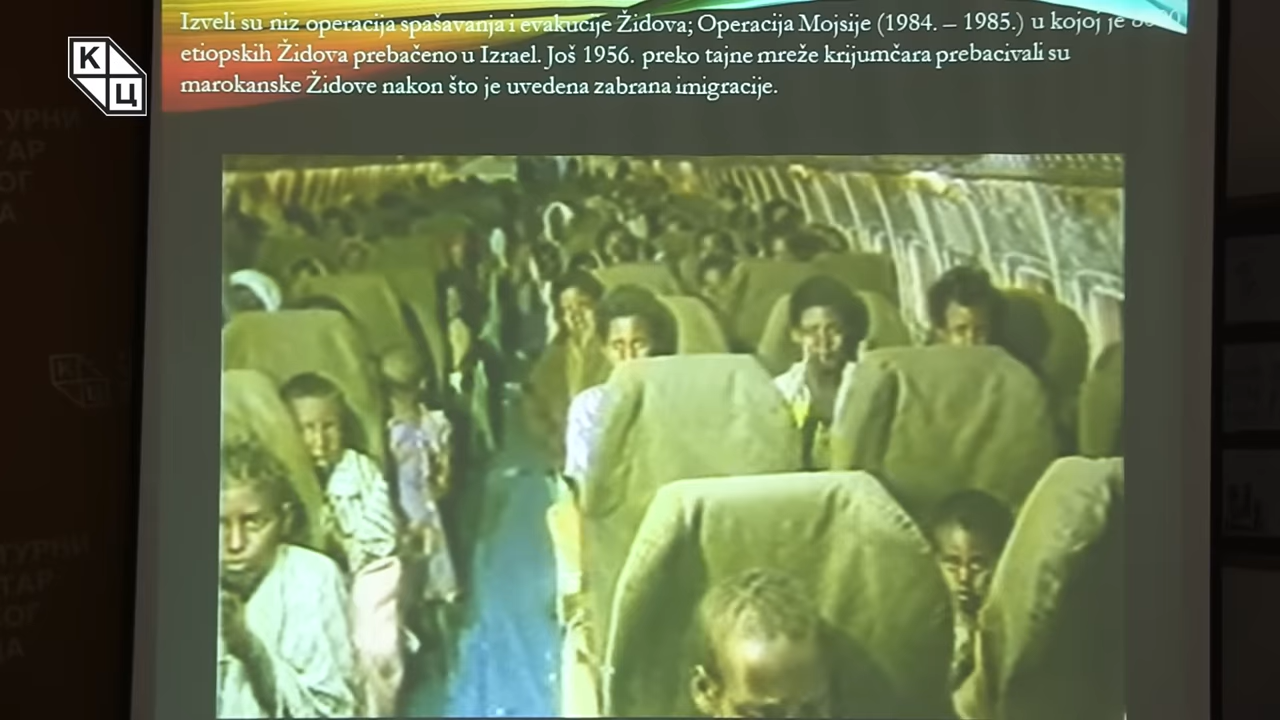 Izveli su niz operacija spašavanja i evakucije Židova; Operacija Mojsije (1984. – 1985.) u kojoj je
etiopskih Židova prebačeno u Izrael. Još 1956. preko tajne mreže krijumčara prebacivali su
marokanske Židove nakon što je uvedena zabrana imigracije.
К
Ц